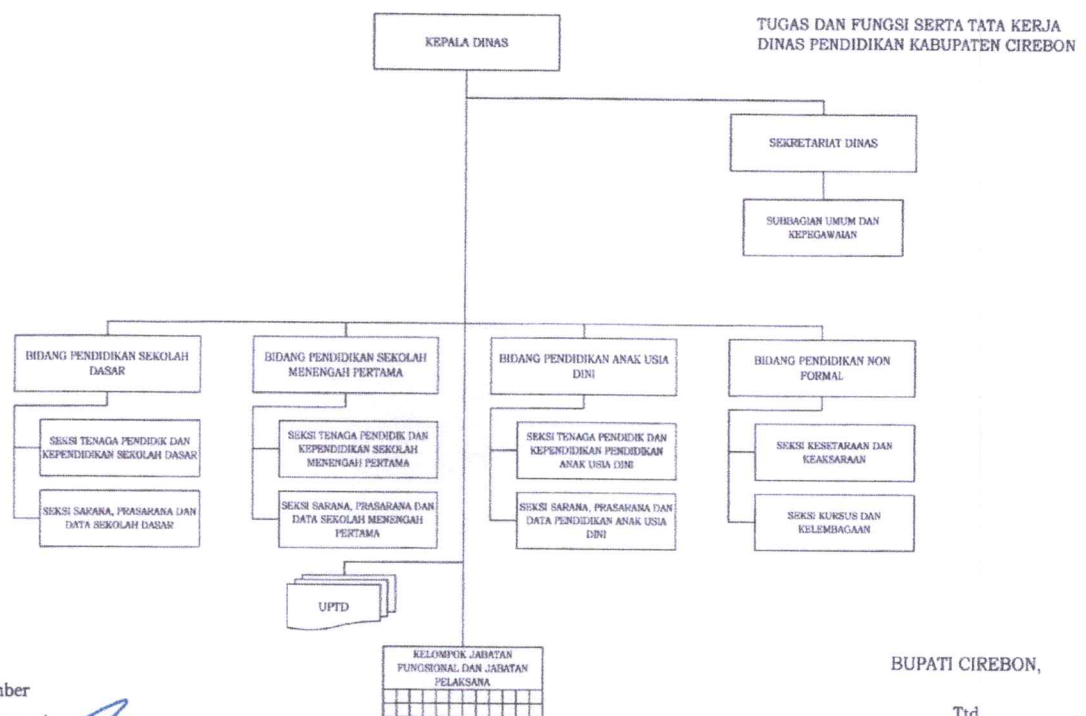 TUGAS DAN FUNGSI SERTA TATA KERJA
DINAS PENDIDIKAN KABUPATEN CIREBON
KEPALA DINAS
SEKRETARIAT DINAS
SUBBAGIAN UMUM DAN
KEPEGAWAIAN
BIDANG PENDIDIKAN SEKOLAH
DASAR
SEKSI TENAGA PENDIDIK DAN
KEPENDIDIKAN SEKOLAH DASAR
SEKSI SARANA, PRASARANA DAN
DATA SEKOLAH DASAR
BIDANG PENDIDIKAN SEKOLAH
MENENGAH PERTAMA
SEKSI TENAGA PENDIDIK DAN
KEPENDIDIKAN SEKOLAH
MENENGAH PERTAMA
SEKSI SARANA, PRASARANA DAN
DATA SEKOLAH MENENGAH
PERTAMA
BIDANG PENDIDIKAN ANAK USIA
DINI
SEKSI TENAGA PENDIDIK DAN
KEPENDIDIKAN PENDIDIKAN
ANAK USIA DINI
SEKSI SARANA, PRASARANA DAN
DATA PENDIDIKAN ANAK USIA
DINI
BIDANG PENDIDIKAN NON
FORMAL
SEKSI KESETARAAN DAN
KEAKSARAAN
SEKSI KURSUS DAN
KELEMBAGAAN
UPTD
KELOMPOK JABATAN
FUNGSIONAL DAN JABATAN
PELAKSANA
BUPATI CIREBON,
Ttd